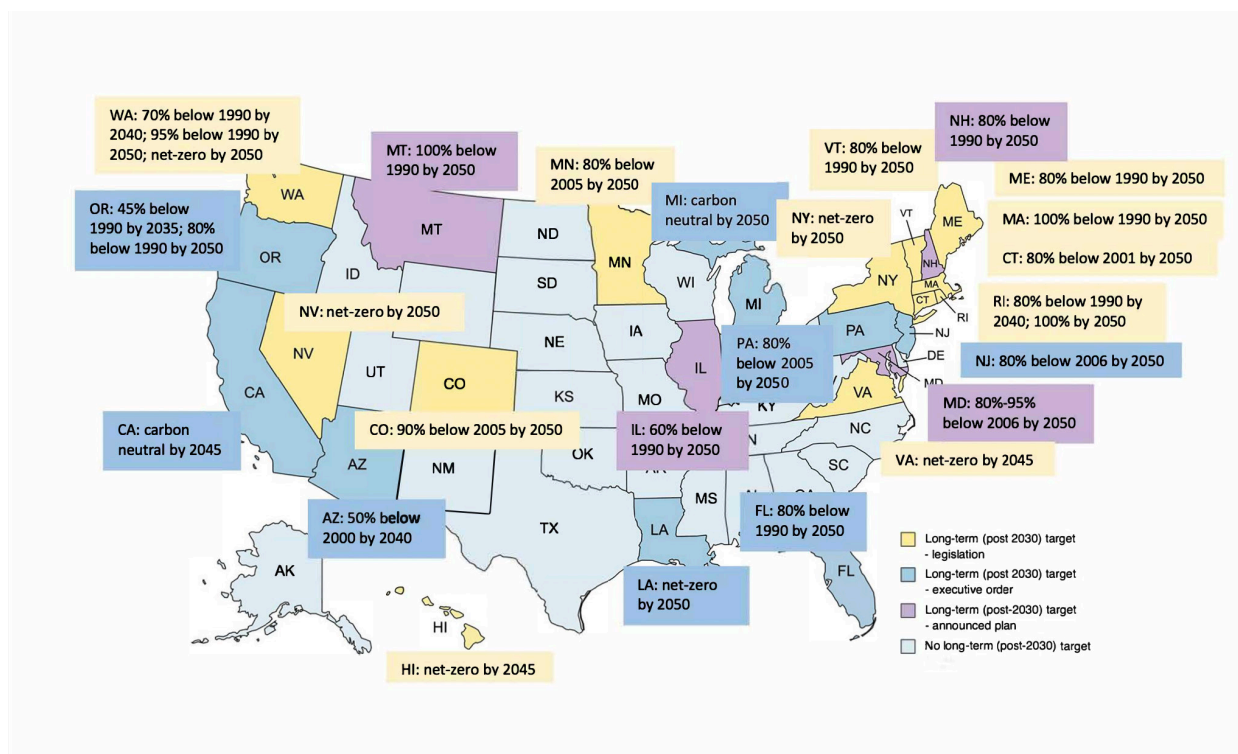 WA: 70% below 1990 by
2040; 95% below 1990 by
2050; net-zero by 2050
MT: 100% below
1990 by 2050
MN: 80% below
2005 by 2050
VT: 80% below
1990 by 2050
NH: 80% below
1990 by 2050
ME: 80% below 1990 by 2050
OR: 45% below
1990 by 2035; 80%
below 1990 by 2050
MI: carbon
neutral by 2050
NY: net-zero
by 2050
MA: 100% below 1990 by 2050
CT: 80% below 2001 by 2050
RI: 80% below 1990 by
2040; 100% by 2050
NJ: 80% below 2006 by 2050
NV: net-zero by 2050
PA: 80%
below 2005
by 2050
MD: 80%-95%
below 2006 by 2050
CA: carbon
neutral by 2045
CO: 90% below 2005 by 2050
IL: 60% below
1990 by 2050
VA: net-zero by 2045
AZ: 50% below
2000 by 2040
FL: 80% below
1990 by 2050
LA: net-zero
by 2050
HI: net-zero by 2045
WA
OR
ID
MT
ND
SD
MN
WI
MI
NY
VT
NH
ME
MA
CT
RI
NJ
DE
MD
PA
VA
NV
UT
CO
NE
IA
IL
KS
MO
KY
CA
AZ
NM
OK
TX
LA
MS
NC
SC
FL
AK
HI
Long-term (post 2030) target
- legislation
Long-term (post 2030) target
- executive order
Long-term (post-2030) target
- announced plan
No long-term (post-2030) target